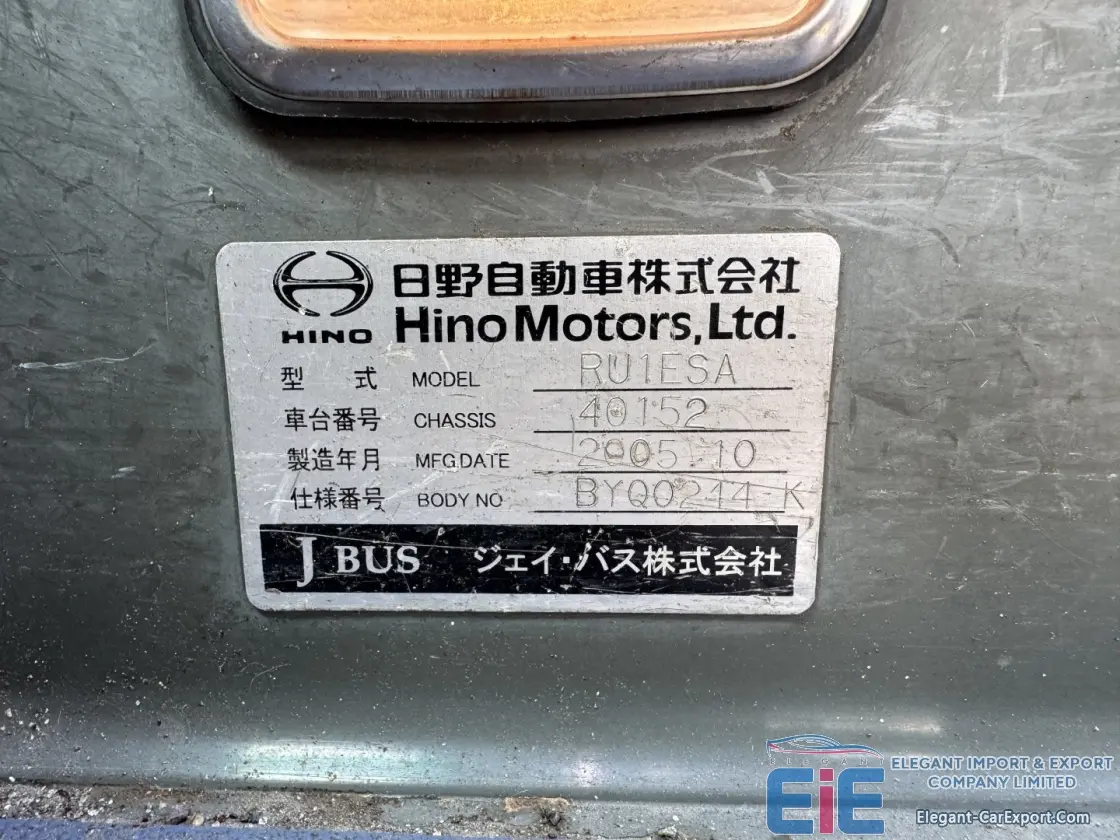 日野自動車株式会社
HINO Hino Motors, Ltd.
型 式 MODEL RU1ESA
車台番号 CHASSIS 40152
製造年月 MFG.DATE 2005 10
仕様番号 BODY NO BYQ0244-K
J BUS ジェイ・バス株式会社
ELEGANT
EiE
ELEGANT IMPORT & EXPORT
COMPANY LIMITED
Elegant-CarExport.Com